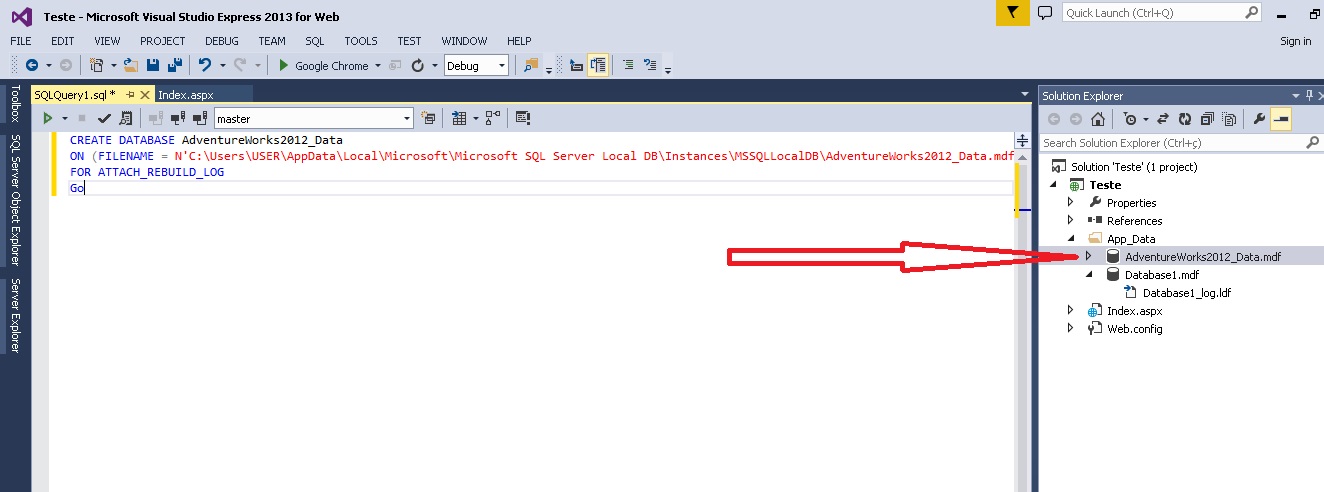 Teste - Microsoft Visual Studio Express 2013 for Web
Quick Launch (Ctrl+Q)
FILE EDIT VIEW PROJECT DEBUG TEAM SQL TOOLS TEST WINDOW HELP
Sign in
Google Chrome
Debug
Toolbox
SQL Server Object Explorer
Server Explorer
SQLQuery1.sql *
Index.aspx
master
CREATE DATABASE AdventureWorks2012_Data
ON (FILENAME = N'C:\Users\USER\AppData\Local\Microsoft\Microsoft SQL Server Local DB\Instances\MSSQLLocalDB\AdventureWorks2012_Data.mdf
FOR ATTACH_REBUILD_LOG
Go
Solution Explorer
Search Solution Explorer (Ctrl+ç)
Solution 'Teste' (1 project)
Teste
Properties
References
App_Data
AdventureWorks2012_Data.mdf
Database1.mdf
Database1_log.ldf
Index.aspx
Web.config